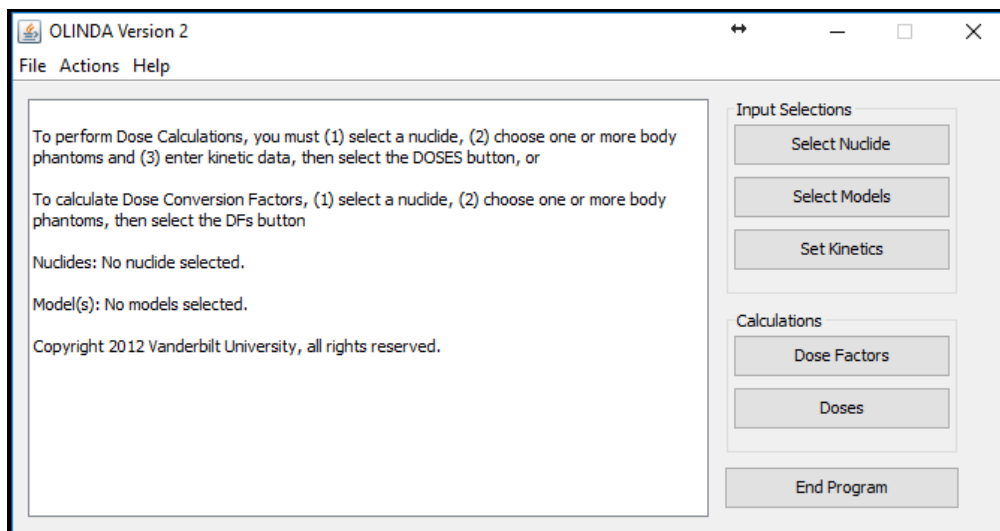 OLINDA Version 2
File Actions Help
To perform Dose Calculations, you must (1) select a nuclide, (2) choose one or more body
phantoms and (3) enter kinetic data, then select the DOSES button, or
To calculate Dose Conversion Factors, (1) select a nuclide, (2) choose one or more body
phantoms, then select the DFs button
Nuclides: No nuclide selected.
Model(s): No models selected.
Copyright 2012 Vanderbilt University, all rights reserved.
Input Selections
Select Nuclide
Select Models
Set Kinetics
Calculations
Dose Factors
Doses
End Program